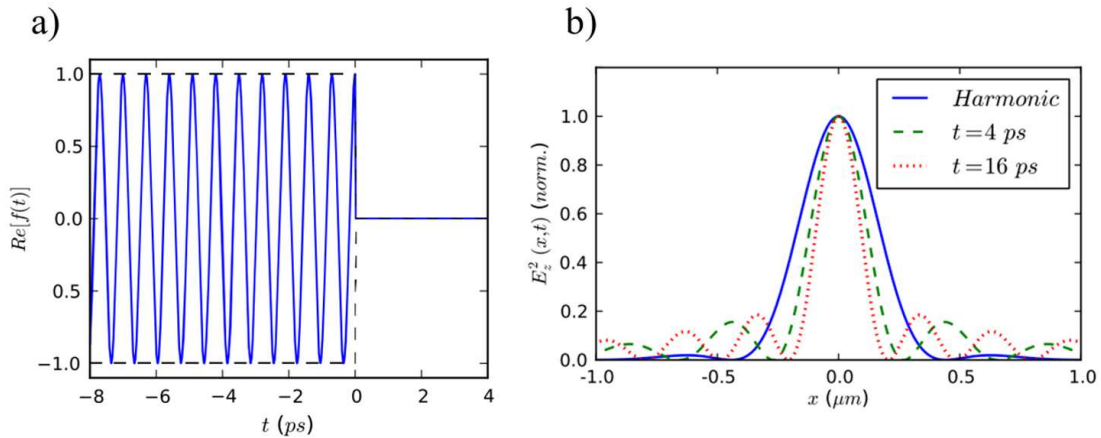 a)
1.0
0.5
0.0
0.5
−1.0
Re[f(t)]
−8
−6
−4
−2
0
2
4
t (ps)
b)
1.0
0.8
0.6
0.4
0.2
0.0
E_z^2 (x,t) (norm.)
Harmonic
t=4 ps
t=16 ps
-1.0
-0.5
0.0
0.5
1.0
x (μm)